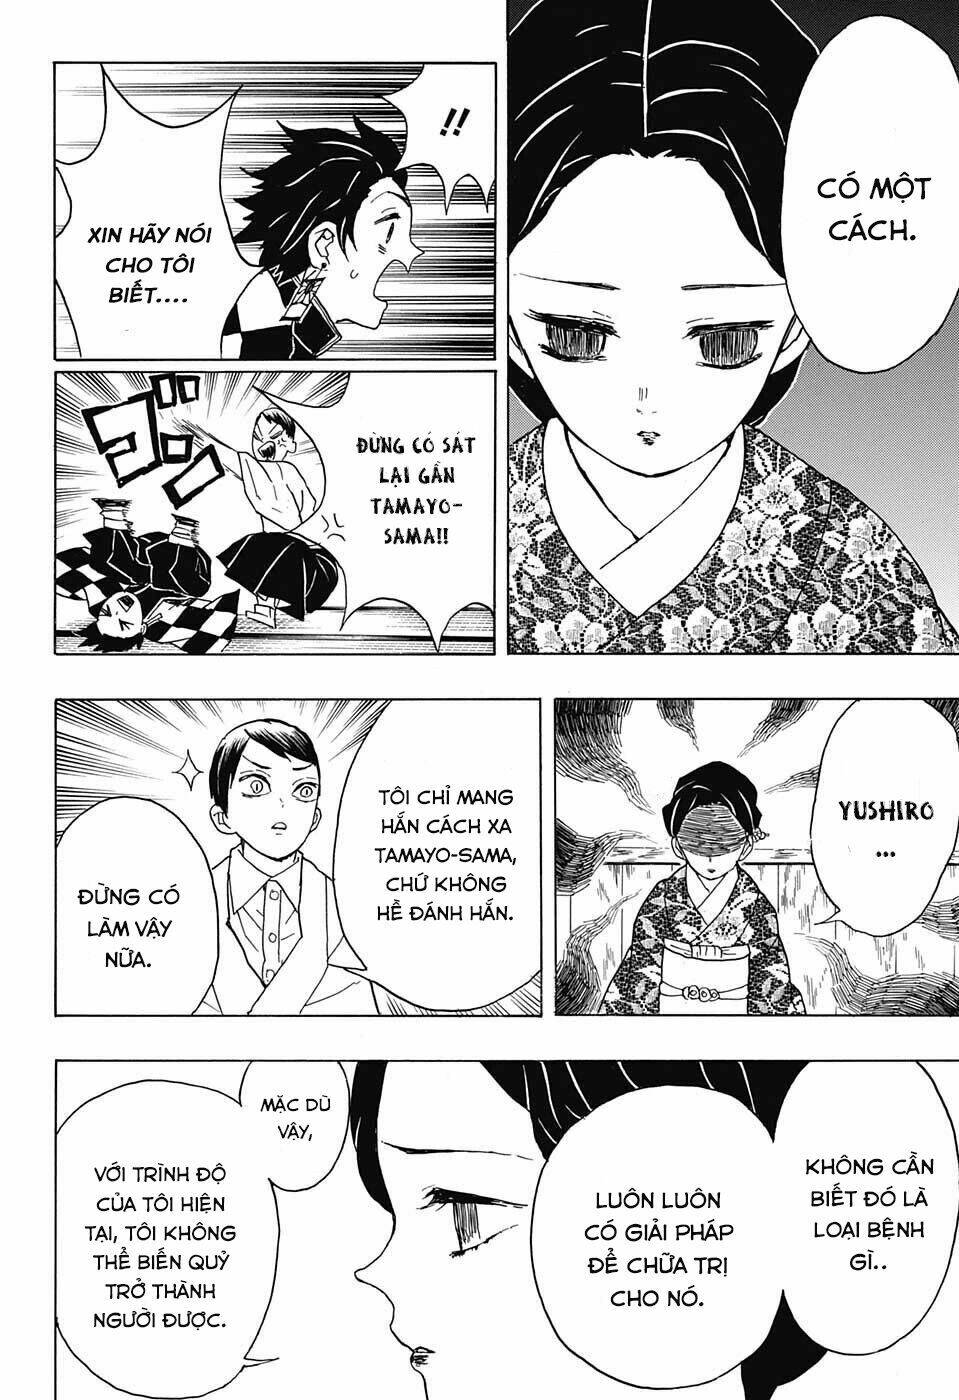 CÓ MỘT
CÁCH.
!!
XIN HÃY NÓI
CHO TÔI
BIẾT....
ĐỪNG CÓ SÁT
LẠI GẦN
TAMAYO-
SAMA!!
ゴロン
YUSHIRO
...
TÔI CHỈ MANG
HẮN CÁCH XA
TAMAYO-SAMA,
CHỨ KHÔNG
HỀ ĐÁNH HẮN.
ĐỪNG CÓ
LÀM VẬY
NỮA.
KHÔNG CẦN
BIẾT ĐÓ LÀ
LOẠI BỆNH
GÌ..
LUÔN LUÔN
CÓ GIẢI PHÁP
ĐỂ CHỮA TRỊ
CHO NÓ.
MẶC DÙ
VẬY,
VỚI TRÌNH ĐỘ
CỦA TÔI HIỆN
TẠI, TÔI KHÔNG
THỂ BIẾN QUỶ
TRỞ THÀNH
NGƯỜI ĐƯỢC.